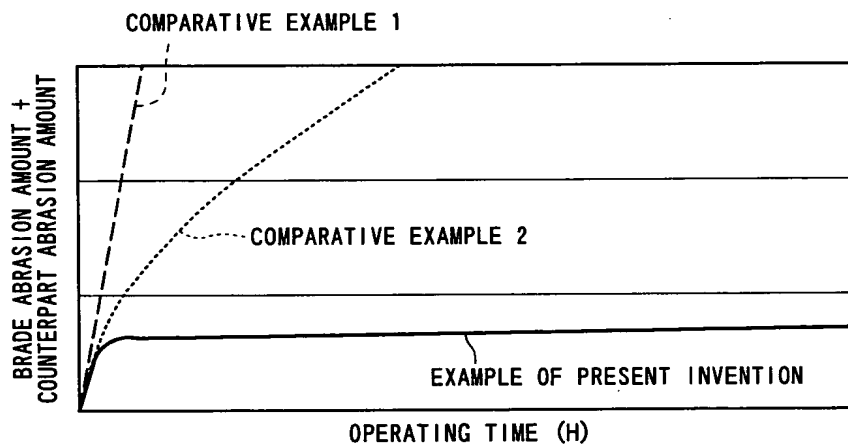 COMPARATIVE EXAMPLE 1
BRADE ABRASION AMOUNT +
COUNTERPART ABRASION AMOUNT
COMPARATIVE EXAMPLE 2
EXAMPLE OF PRESENT INVENTION
OPERATING TIME (H)